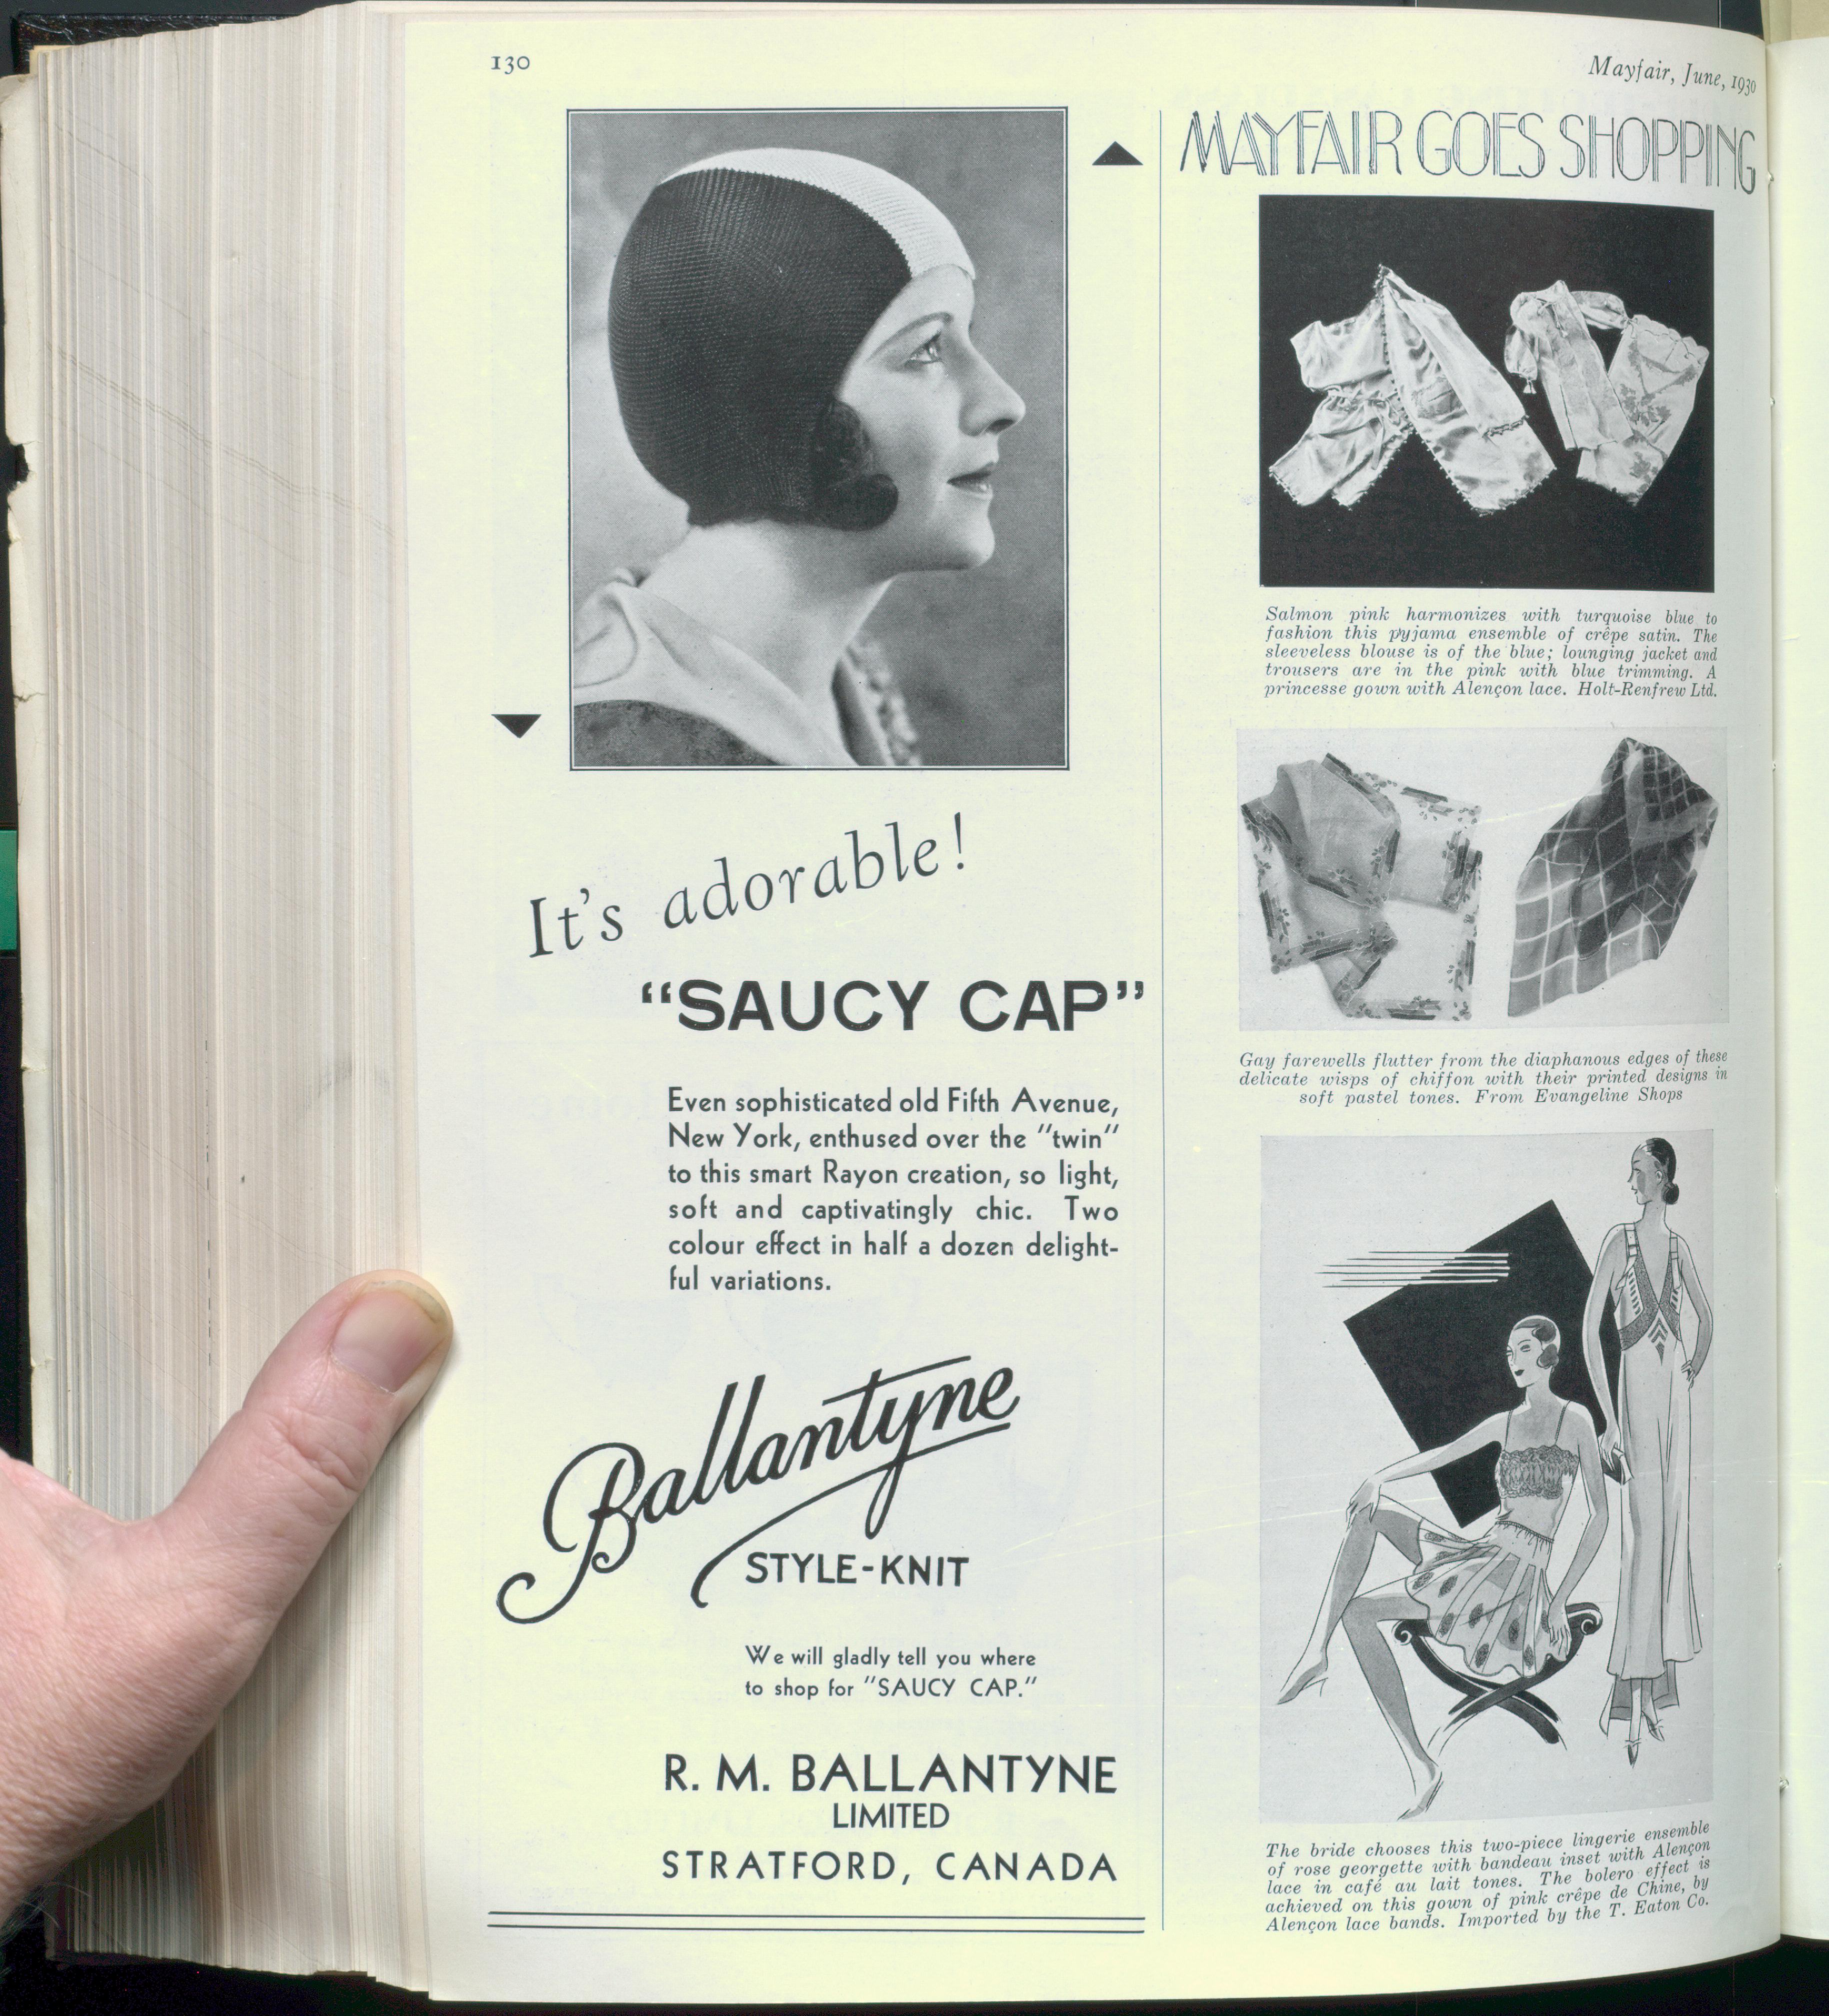 130
Mayfair, June, 1930
It's adorable!
“SAUCY CAP”
Even sophisticated old Fifth Avenue,
New York, enthused over the "twin"
to this smart Rayon creation, so light,
soft and captivatingly chic. Two
colour effect in half a dozen delight-
ful variations.
Ballantyne
STYLE-KNIT
We will gladly tell you where
to shop for "SAUCY CAP."
R. M. BALLANTYNE
LIMITED
STRATFORD, CANADA
MAYFAIR GOES SHOPPING
Salmon pink harmonizes with turquoise blue to
fashion this pyjama ensemble of crêpe satin. The
sleeveless blouse is of the blue; lounging jacket and
trousers are in the pink with blue trimming. A
princesse gown with Alençon lace. Holt-Renfrew Ltd.
Gay farewells flutter from the diaphanous edges of these
delicate wisps of chiffon with their printed designs in
soft pastel tones. From Evangeline Shops
The bride chooses this two-piece lingerie ensemble
of rose georgette with bandeau inset with Alençon
lace in café au lait tones. The bolero effect is
achieved on this gown of pink crêpe de Chine, by
Alençon lace bands. Imported by the T. Eaton Co.